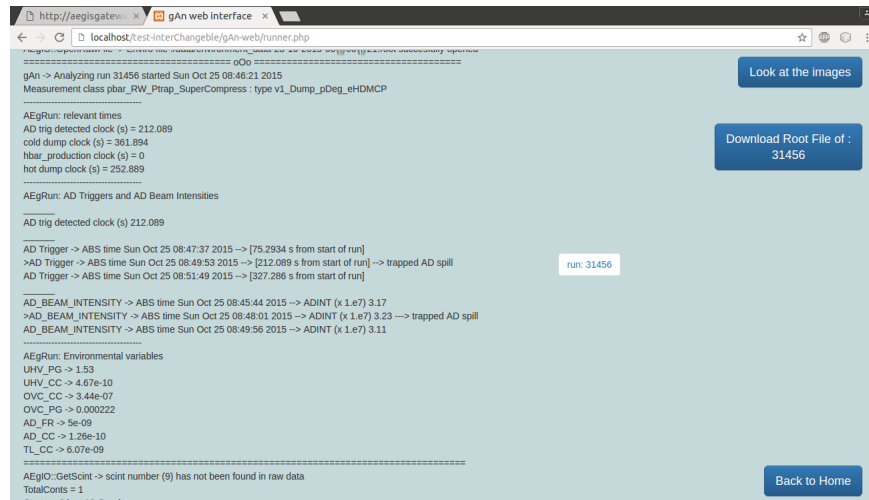 http://aegisgatew
gAn web interface
localhost/test-interChangeble/gAn-web/runner.php
====================================== oOo ======================================
gAn -> Analyzing run 31456 started Sun Oct 25 08:46:21 2015
Measurement class pbar_RW_Ptrap_SuperCompress : type v1_Dump_pDeg_eHDMCP
--------------------------------------
AEgRun: relevant times
AD trig detected clock (s) = 212.089
cold dump clock (s) = 361.894
hbar_production clock (s) = 0
hot dump clock (s) = 252.889
--------------------------------------
AEgRun: AD Triggers and AD Beam Intensities
______
AD trig detected clock (s) 212.089
______
AD Trigger -> ABS time Sun Oct 25 08:47:37 2015 --> [75.2934 s from start of run]
>AD Trigger -> ABS time Sun Oct 25 08:49:53 2015 --> [212.089 s from start of run] --> trapped AD spill
AD Trigger -> ABS time Sun Oct 25 08:51:49 2015 --> [327.286 s from start of run]
______
AD_BEAM_INTENSITY -> ABS time Sun Oct 25 08:45:44 2015 --> ADINT (x 1.e7) 3.17
>AD_BEAM_INTENSITY -> ABS time Sun Oct 25 08:48:01 2015 --> ADINT (x 1.e7) 3.23 ---> trapped AD spill
AD_BEAM_INTENSITY -> ABS time Sun Oct 25 08:49:56 2015 --> ADINT (x 1.e7) 3.11
--------------------------------------
AEgRun: Environmental variables
UHV_PG -> 1.53
UHV_CC -> 4.67e-10
OVC_CC -> 3.44e-07
OVC_PG -> 0.000222
AD_FR -> 5e-09
AD_CC -> 1.26e-10
TL_CC -> 6.07e-09
==================================================================================
AEgIO::GetScint -> scint number (9) has not been found in raw data
TotalConts = 1
Look at the images
Download Root File of :
31456
run: 31456
Back to Home